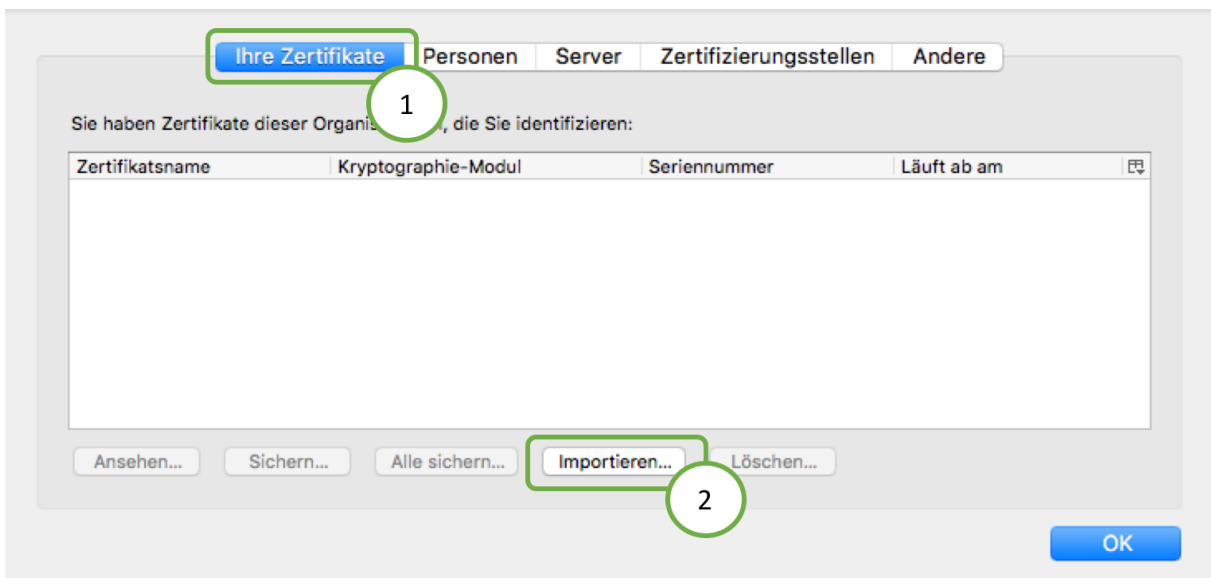 Ihre Zertifikate Personen Server Zertifizierungsstellen Andere
1
Sie haben Zertifikate dieser , die Sie identifizieren:
Zertifikatsname Kryptographie-Modul Seriennummer Läuft ab am
Ansehen... Sichern... Alle sichern... Importieren... Löschen...
2
OK